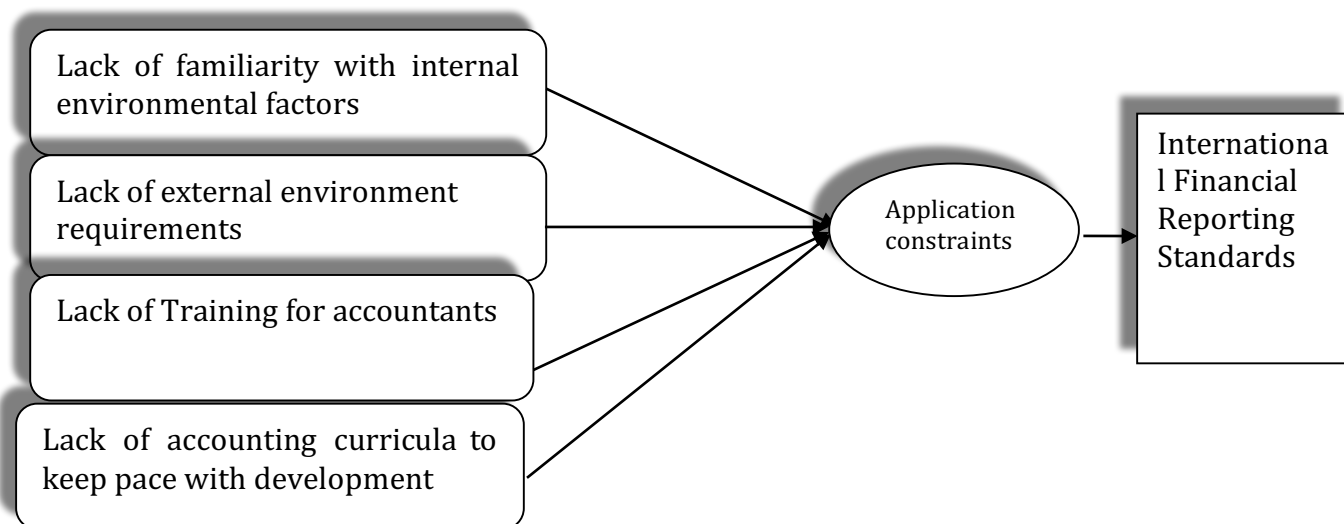 Lack of familiarity with internal
environmental factors
Lack of external environment
requirements
Lack of Training for accountants
Lack of accounting curricula to
keep pace with development
Application
constraints
Internationa
l Financial
Reporting
Standards